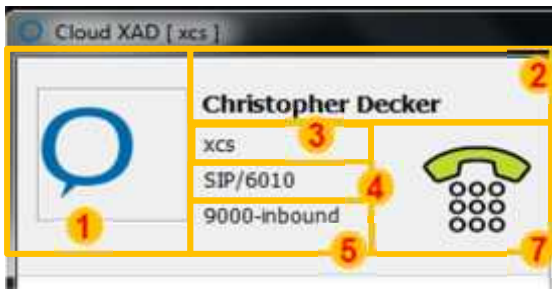 Cloud XAD [ xcs ]
2
Christopher Decker
xcs
3
SIP/6010
4
9000-inbound
1
5
7